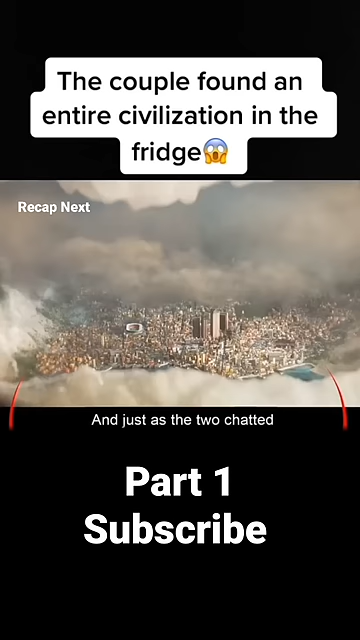 The couple found an
entire civilization in the
fridge😱
Recap Next
And just as the two chatted
Part 1
Subscribe